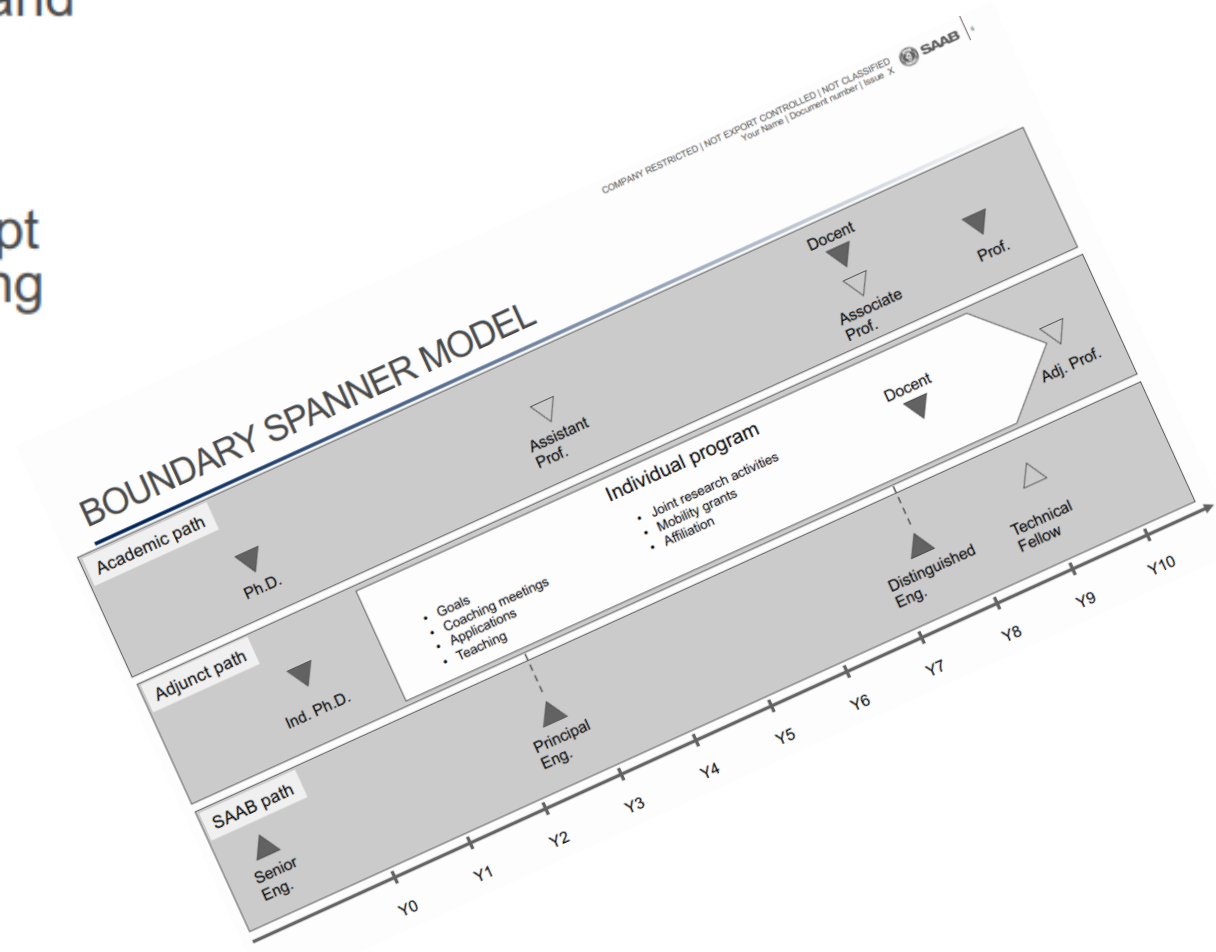 and
pt
ng
SAAB
COMPANY RESTRICTED | NOT EXPORT CONTROLLED | NOT CLASSIFIED
Your Name | Document number | Issue X
BOUNDARY SPANNER MODEL
Academic path
Ph.D.
Assistant
Prof.
Docent
Associate
Prof.
Prof.
Adjunct path
Ind. Ph.D.
Individual program
• Goals
• Coaching meetings
• Applications
• Teaching
• Joint research activities
• Mobility grants
• Affiliation
Docent
Adj. Prof.
SAAB path
Senior
Eng.
Principal
Eng.
Distinguished
Eng.
Technical
Fellow
Y0
Y1
Y2
Y3
Y4
Y5
Y6
Y7
Y8
Y9
Y10